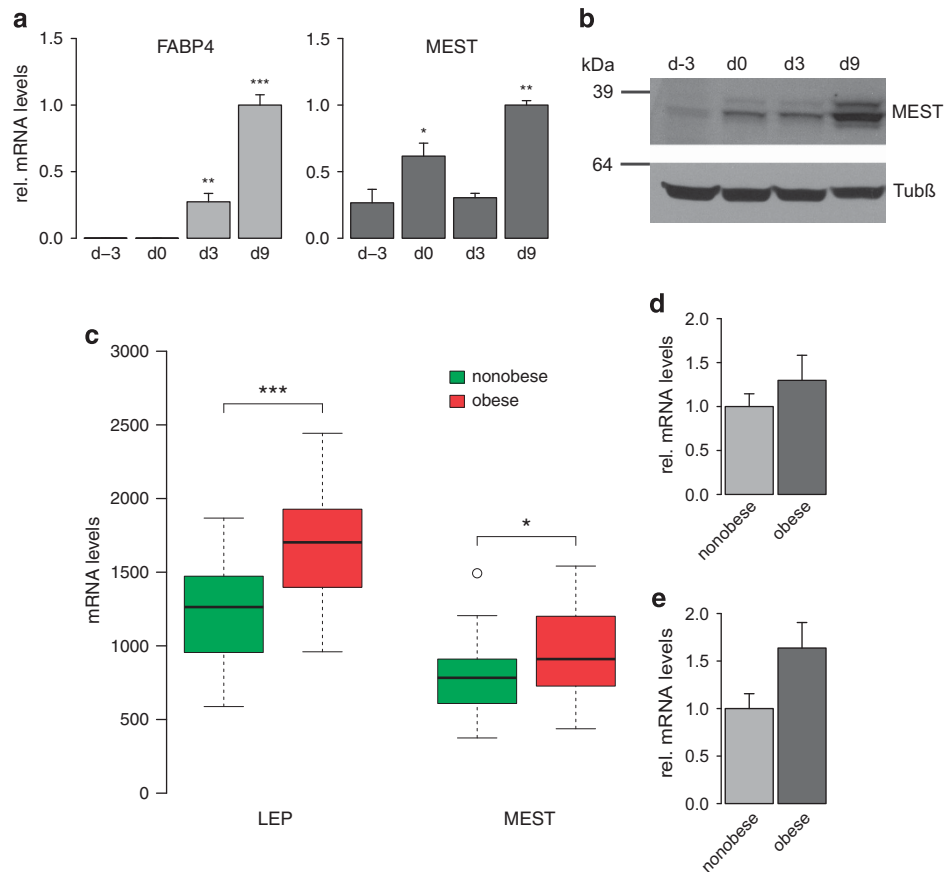 a
FABP4
MEST
rel. mRNA levels
1.5
1.0
0.5
0.0
**
***
d–3 d0 d3 d9
1.5
1.0
0.5
0.0
*
**
d–3 d0 d3 d9
b
kDa d-3 d0 d3 d9
39
MEST
64
Tubß
c
mRNA levels
3000
2500
2000
1500
1000
500
0
nonobese
obese
***
*
LEP MEST
d
rel. mRNA levels
2.0
1.5
1.0
0.5
0.0
nonobese
obese
e
rel. mRNA levels
2.0
1.5
1.0
0.5
0.0
nonobese
obese